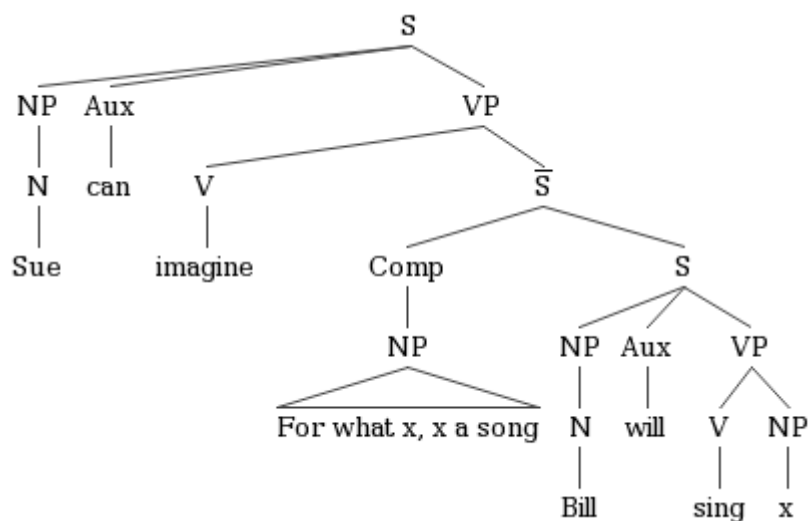 S
NP Aux VP
N can V S̅
Sue imagine Comp S
NP NP Aux VP
For what x, x a song N will V NP
Bill sing x